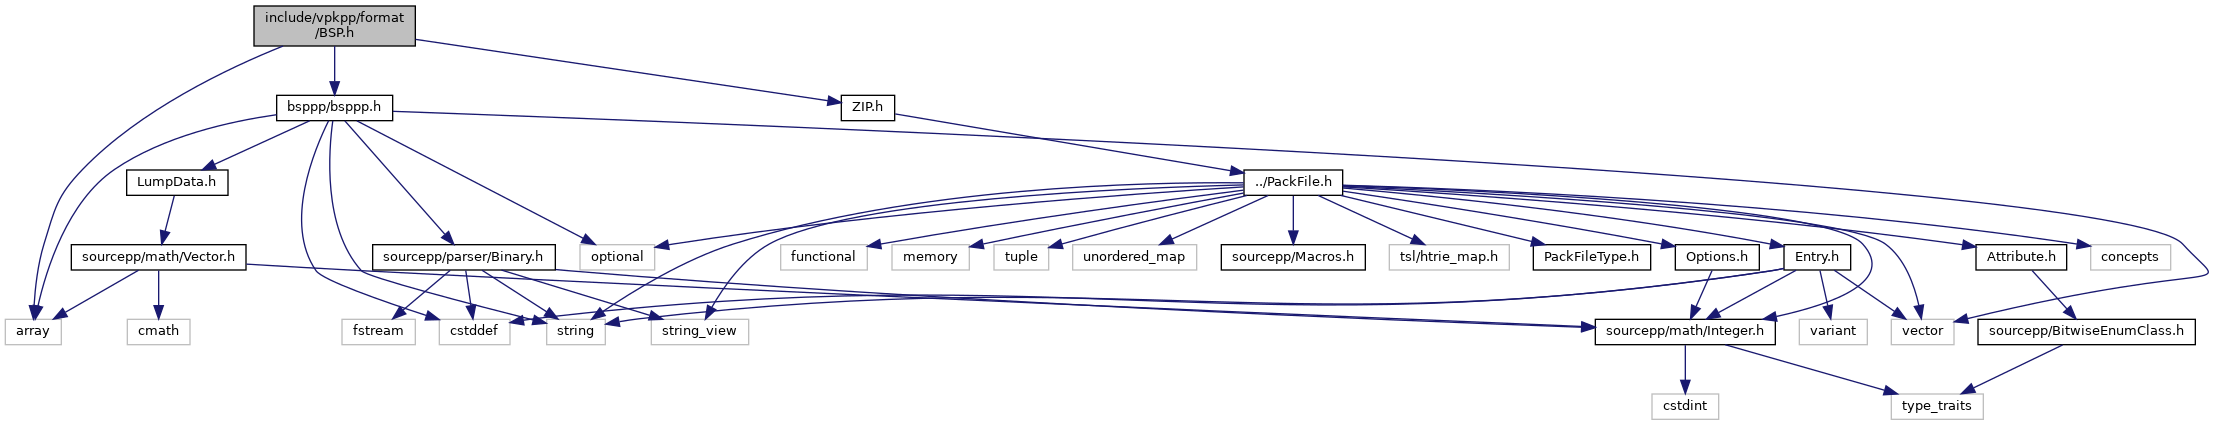 include/vpkpp/format
/BSP.h
bsppp/bsppp.h
ZIP.h
LumpData.h
../PackFile.h
sourcepp/math/Vector.h
sourcepp/parser/Binary.h
optional
functional
memory
tuple
unordered_map
sourcepp/Macros.h
tsl/htrie_map.h
PackFileType.h
Options.h
Entry.h
Attribute.h
concepts
array
cmath
fstream
cstddef
string
string_view
sourcepp/math/Integer.h
variant
vector
sourcepp/BitwiseEnumClass.h
cstdint
type_traits